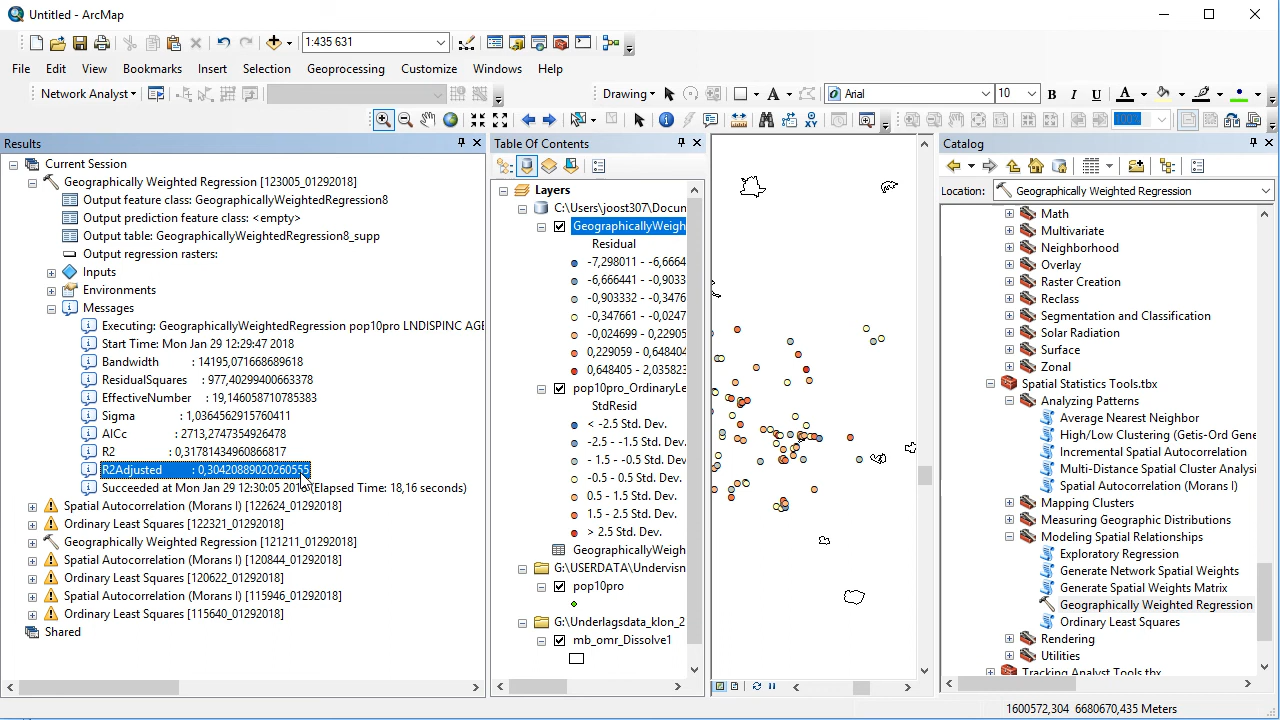 Untitled - ArcMap
1:435 631
File Edit View Bookmarks Insert Selection Geoprocessing Customize Windows Help
Network Analyst
Drawing
Arial
10
B I U A
100%
Results
Current Session
Geographically Weighted Regression [123005_01292018]
Output feature class: GeographicallyWeightedRegression8
Output prediction feature class: <empty>
Output table: GeographicallyWeightedRegression8_supp
Output regression rasters:
Inputs
Environments
Messages
Executing: GeographicallyWeightedRegression pop10pro LNDISPINC AGE
Start Time: Mon Jan 29 12:29:47 2018
Bandwidth : 14195,071668689618
ResidualSquares : 977,40299400663378
EffectiveNumber : 19,146058710785383
Sigma : 1,0364562915760411
AICc : 2713,2747354926478
R2 : 0,31781434960866817
R2Adjusted : 0,30420889020260555
Succeeded at Mon Jan 29 12:30:05 2018 (Elapsed Time: 18,16 seconds)
Spatial Autocorrelation (Morans I) [122624_01292018]
Ordinary Least Squares [122321_01292018]
Geographically Weighted Regression [121211_01292018]
Spatial Autocorrelation (Morans I) [120844_01292018]
Ordinary Least Squares [120622_01292018]
Spatial Autocorrelation (Morans I) [115946_01292018]
Ordinary Least Squares [115640_01292018]
Shared
Table Of Contents
Layers
C:\Users\joost307\Docun
GeographicallyWeigh
Residual
-7,298011 - -6,6664
-6,666441 - -0,9033
-0,903332 - -0,3476
-0,347661 - -0,0247
-0,024699 - 0,22905
0,229059 - 0,648404
0,648405 - 2,035823
pop10pro_OrdinaryLe
StdResid
< -2.5 Std. Dev.
-2.5 - -1.5 Std. Dev.
-1.5 - -0.5 Std. Dev.
-0.5 - 0.5 Std. Dev.
0.5 - 1.5 Std. Dev.
1.5 - 2.5 Std. Dev.
> 2.5 Std. Dev.
GeographicallyWeigh
G:\USERDATA\Undervisn
pop10pro
G:\Underlagsdata_klon_2
mb_omr_Dissolve1
Catalog
Location: Geographically Weighted Regression
Math
Multivariate
Neighborhood
Overlay
Raster Creation
Reclass
Segmentation and Classification
Solar Radiation
Surface
Zonal
Spatial Statistics Tools.tbx
Analyzing Patterns
Average Nearest Neighbor
High/Low Clustering (Getis-Ord Gene
Incremental Spatial Autocorrelation
Multi-Distance Spatial Cluster Analysi
Spatial Autocorrelation (Morans I)
Mapping Clusters
Measuring Geographic Distributions
Modeling Spatial Relationships
Exploratory Regression
Generate Network Spatial Weights
Generate Spatial Weights Matrix
Geographically Weighted Regression
Ordinary Least Squares
Rendering
Utilities
Tracking Analyst Tools.tbx
1600572,304 6680670,435 Meters